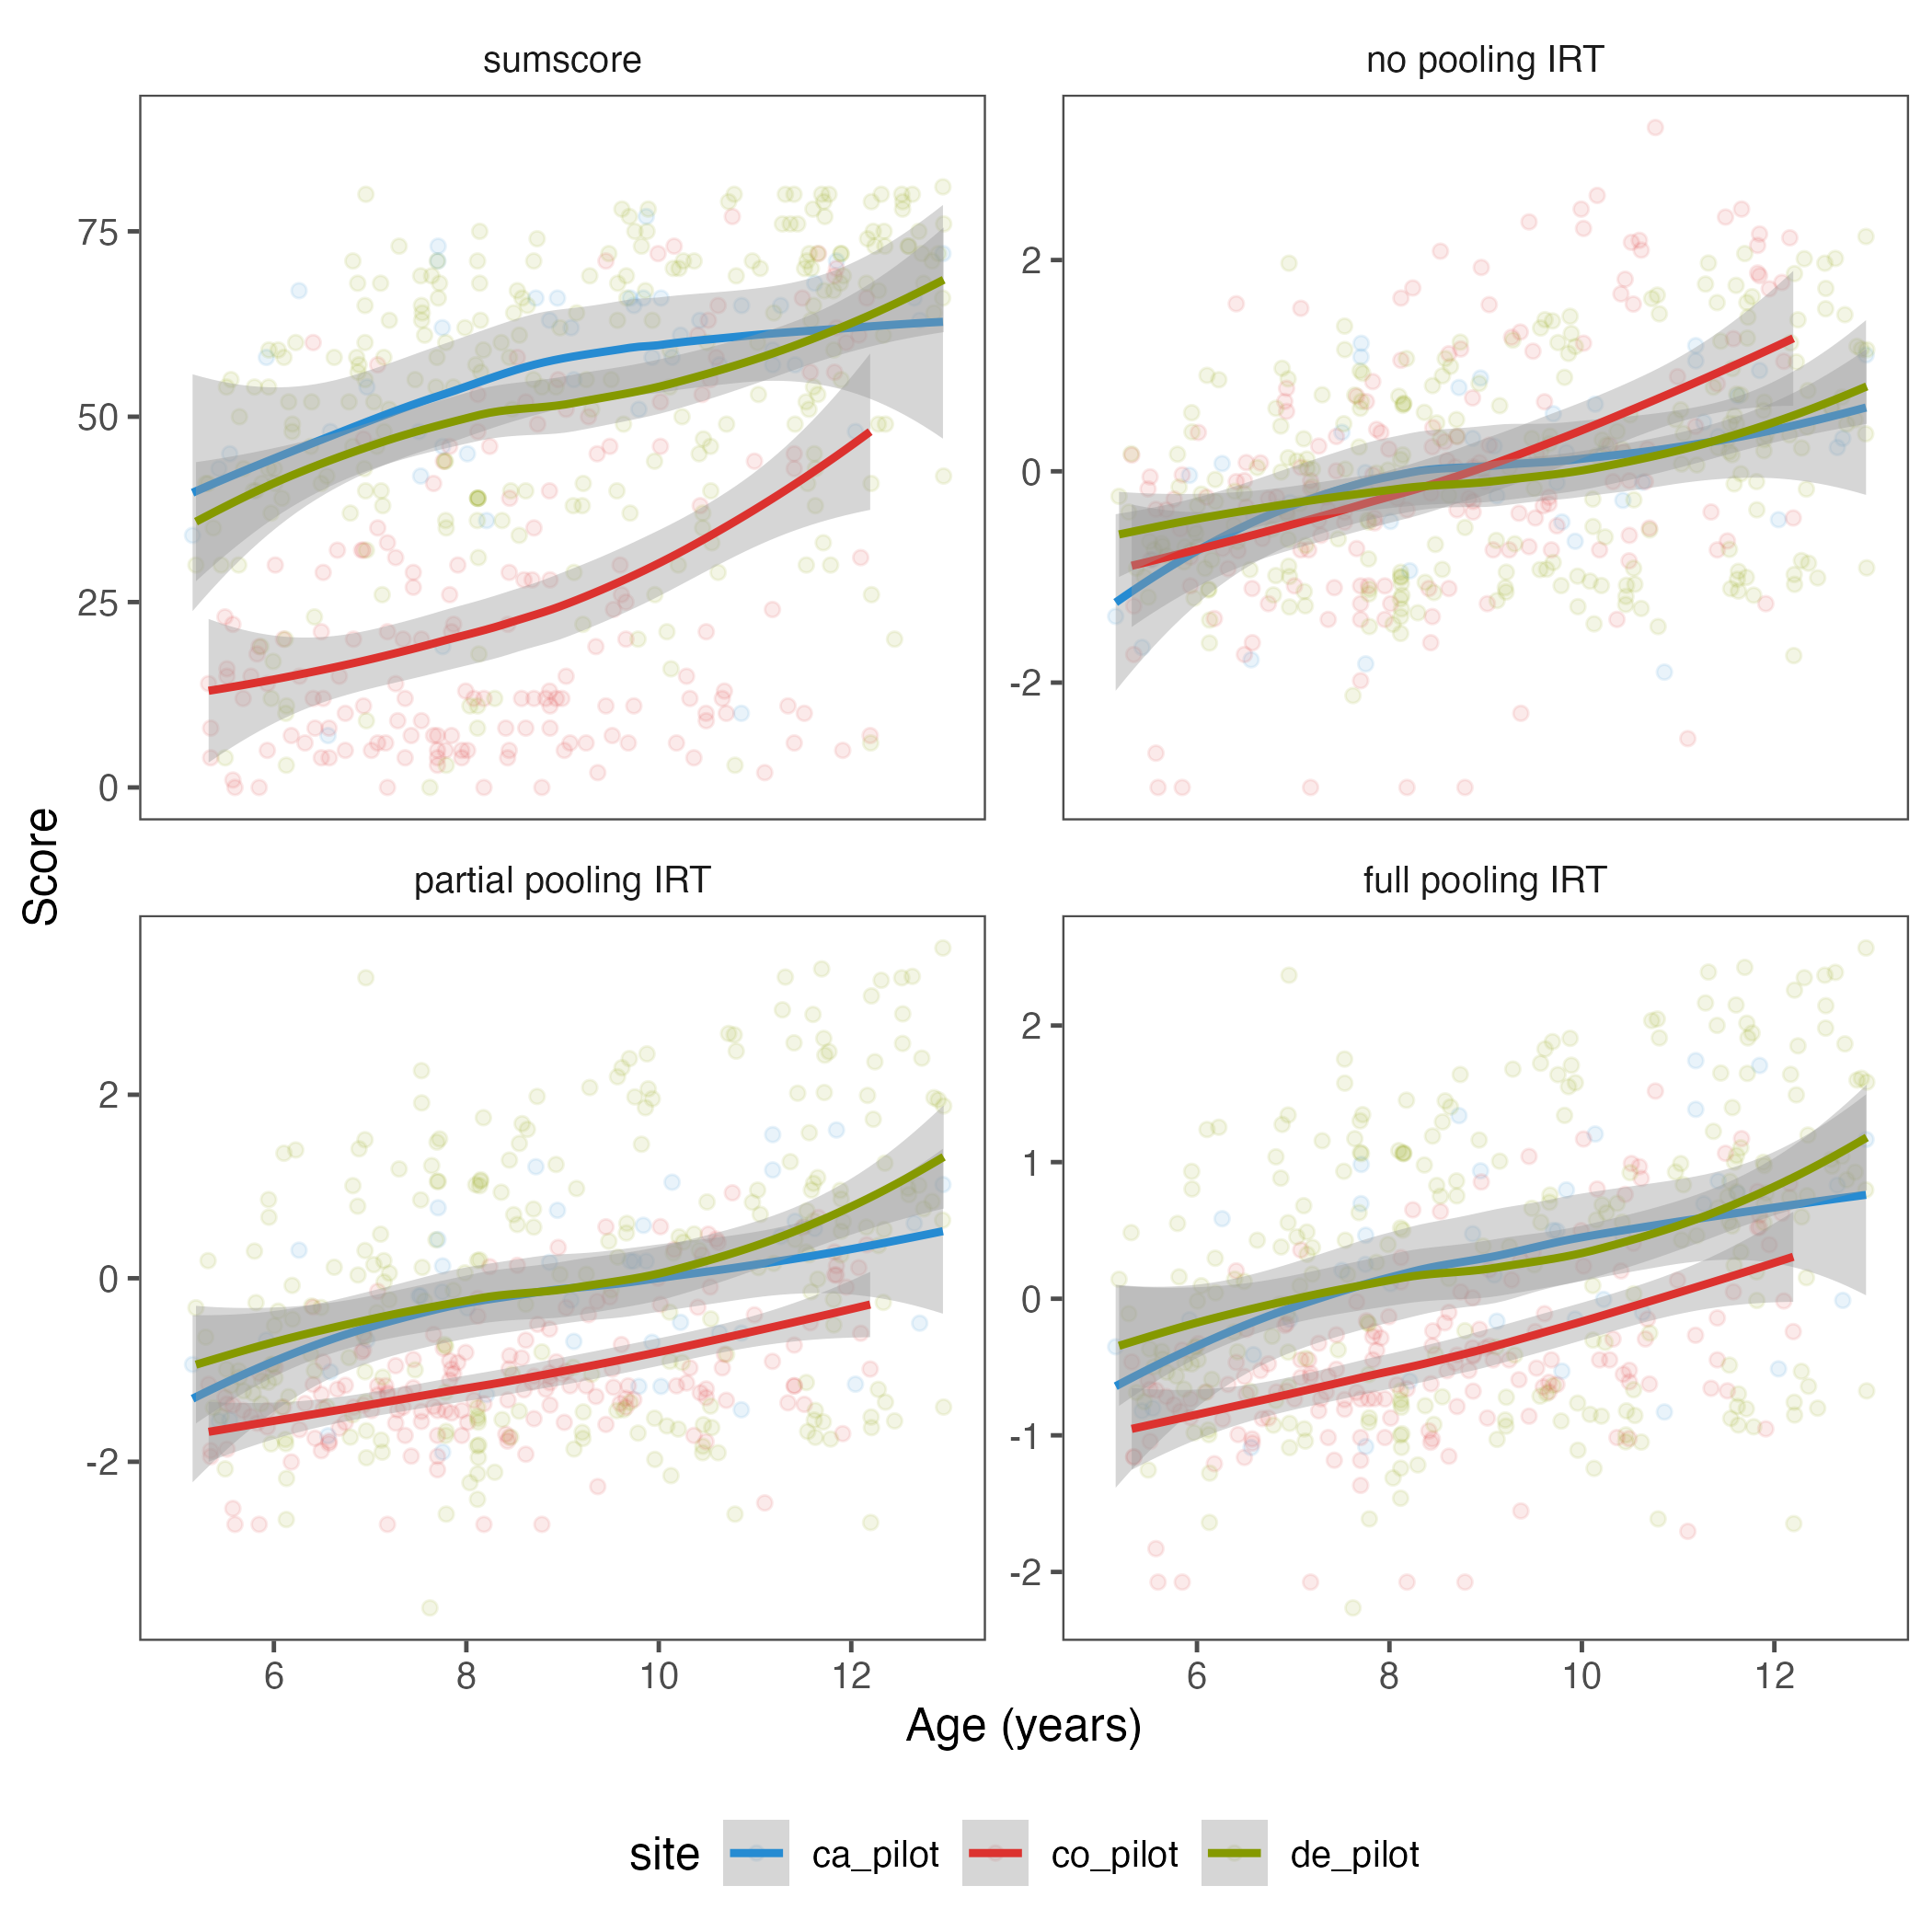 sumscore
no pooling IRT
75
50
25
0
2
0
-2
Score
partial pooling IRT
full pooling IRT
2
0
-2
2
1
0
-1
-2
6 8 10 12
6 8 10 12
Age (years)
site ca_pilot co_pilot de_pilot